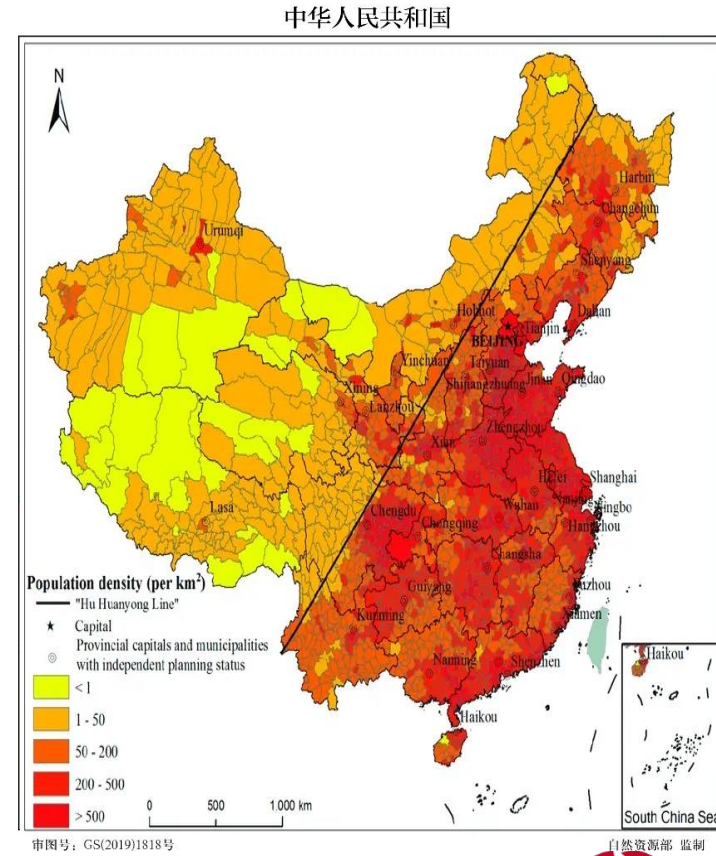 中华人民共和国
N
Harbin
Changchun
Urumqi
Shenyang
Hohhot
Dalian
Tianjin
BEIJING
Yinchuan
Taiyuan
Shijiangzhuang
Jinan
Qingdao
Xining
Lanzhou
Zhengzhou
Xian
Hefei
Shanghai
Lasa
Chengdu
Wuhan
Nanjing
Ningbo
Chongqing
Hangzhou
Changsha
Guiyang
Fuzhou
Kunming
Xiamen
Nanning
Shenzhen
Haikou
Population density (per km²)
"Hu Huanyong Line"
Capital
Provincial capitals and municipalities
with independent planning status
< 1
1 - 50
50 - 200
200 - 500
> 500
0 500 1,000 km
Haikou
South China Sea
审图号：GS(2019)1818号
自然资源部 监制